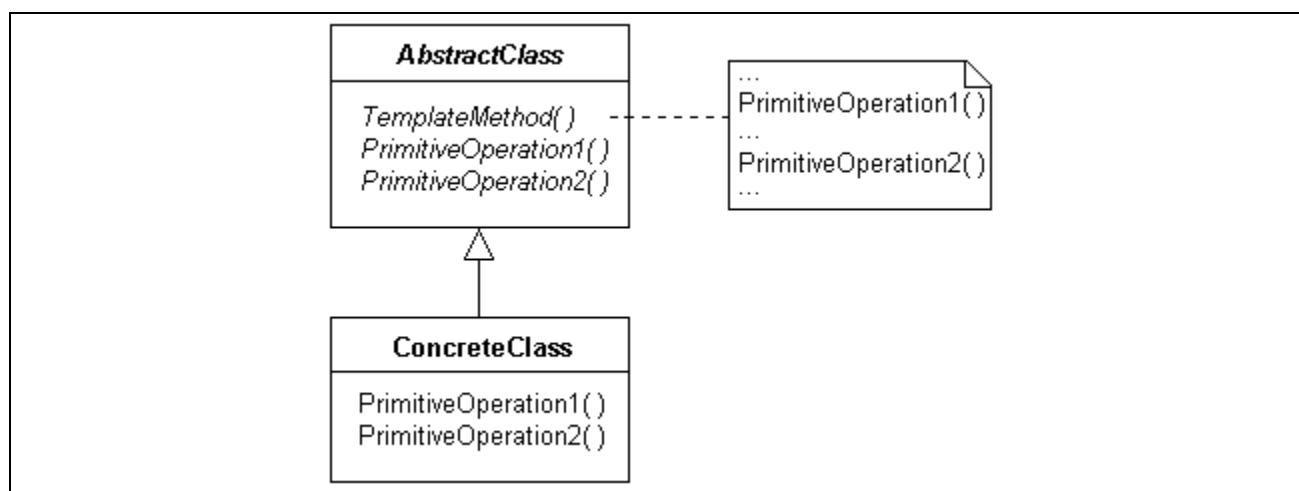 AbstractClass
TemplateMethod()
PrimitiveOperation1()
PrimitiveOperation2()
...
PrimitiveOperation1()
...
PrimitiveOperation2()
...
ConcreteClass
PrimitiveOperation1()
PrimitiveOperation2()